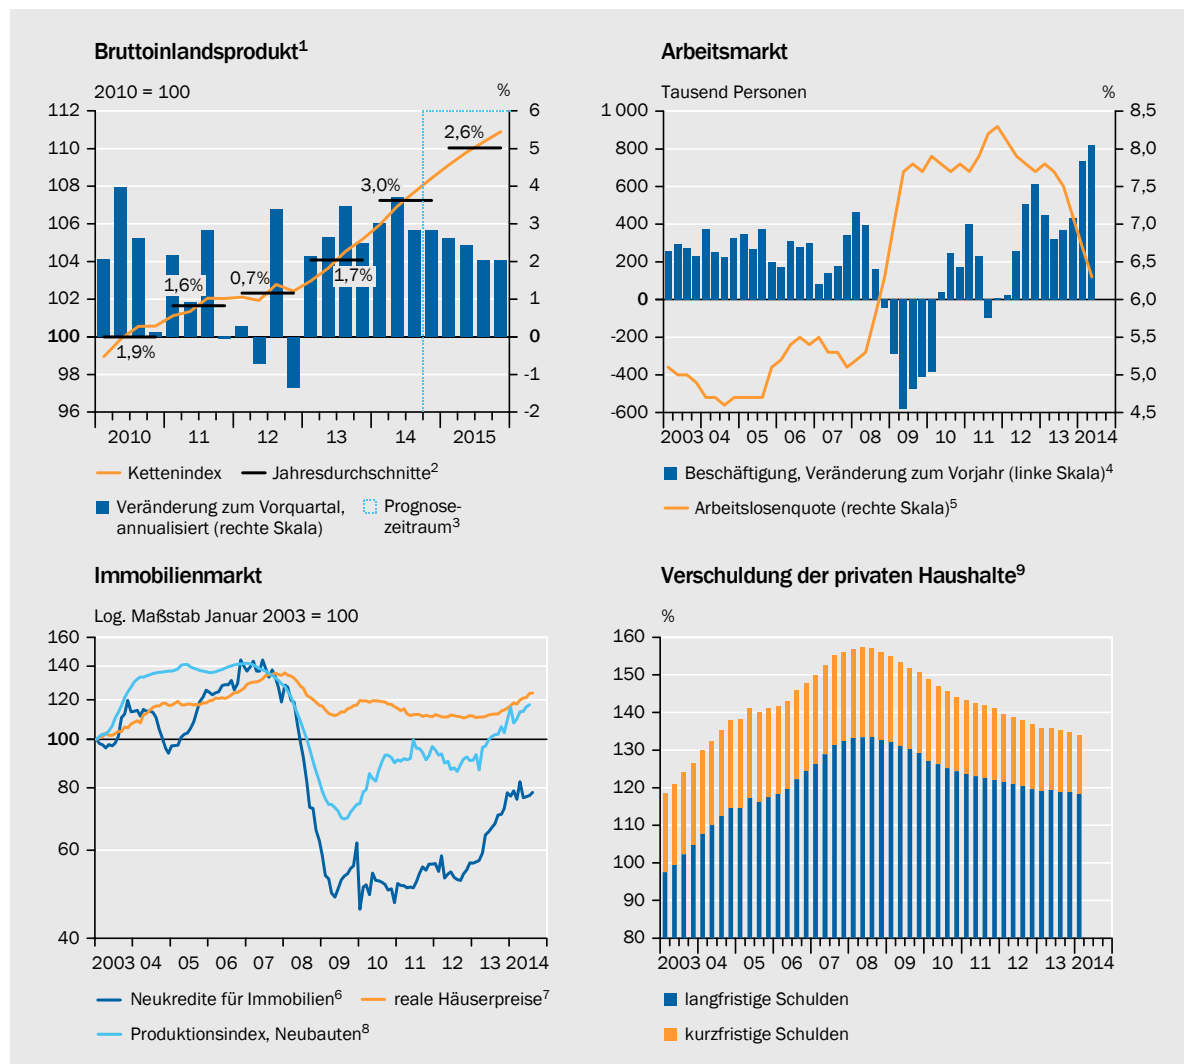 Bruttoinlandsprodukt1
2010 = 100
%
112
110
108
106
104
102
100
98
96
6
5
4
3
2
1
0
-1
-2
1,9%
1,6%
0,7%
1,7%
3,0%
2,6%
2010 11 12 13 14 2015
Kettenindex
Jahresdurchschnitte2
Veränderung zum Vorquartal,
annualisiert (rechte Skala)
Prognose-
zeitraum3
Arbeitsmarkt
Tausend Personen
%
1 000
800
600
400
200
0
-200
-400
-600
8,5
8,0
7,5
7,0
6,5
6,0
5,5
5,0
4,5
2003 04 05 06 07 08 09 10 11 12 13 2014
Beschäftigung, Veränderung zum Vorjahr (linke Skala)4
Arbeitslosenquote (rechte Skala)5
Immobilienmarkt
Log. Maßstab Januar 2003 = 100
160
140
120
100
80
60
40
2003 04 05 06 07 08 09 10 11 12 13 2014
Neukredite für Immobilien6
reale Häuserpreise7
Produktionsindex, Neubauten8
Verschuldung der privaten Haushalte9
%
160
150
140
130
120
110
100
90
80
2003 04 05 06 07 08 09 10 11 12 13 2014
langfristige Schulden
kurzfristige Schulden